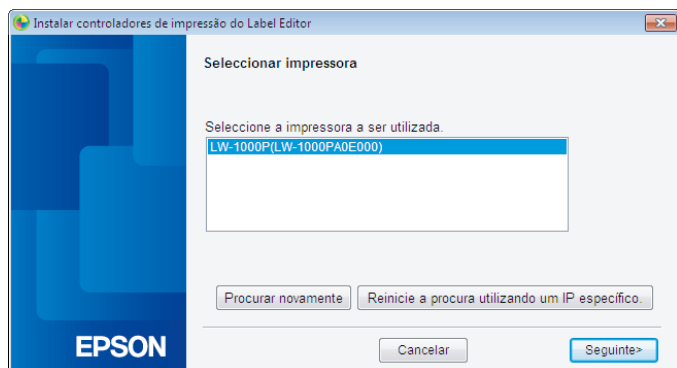 Instalar controladores de impressão do Label Editor
Seleccionar impressora
Seleccione a impressora a ser utilizada.
LW-1000P(LW-1000PA0E000)
Procurar novamente
Reinicie a procura utilizando um IP específico.
EPSON
Cancelar
Seguinte>